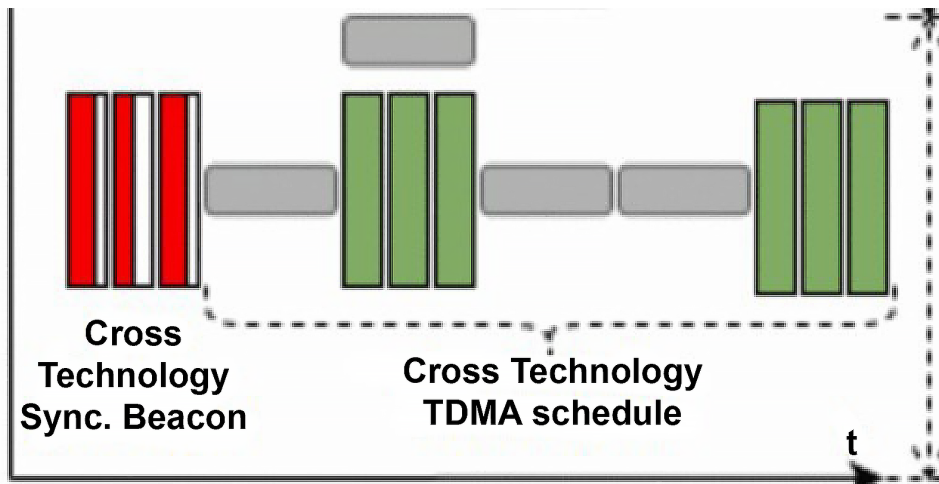 Cross
Technology
Sync. Beacon
Cross Technology
TDMA schedule
t